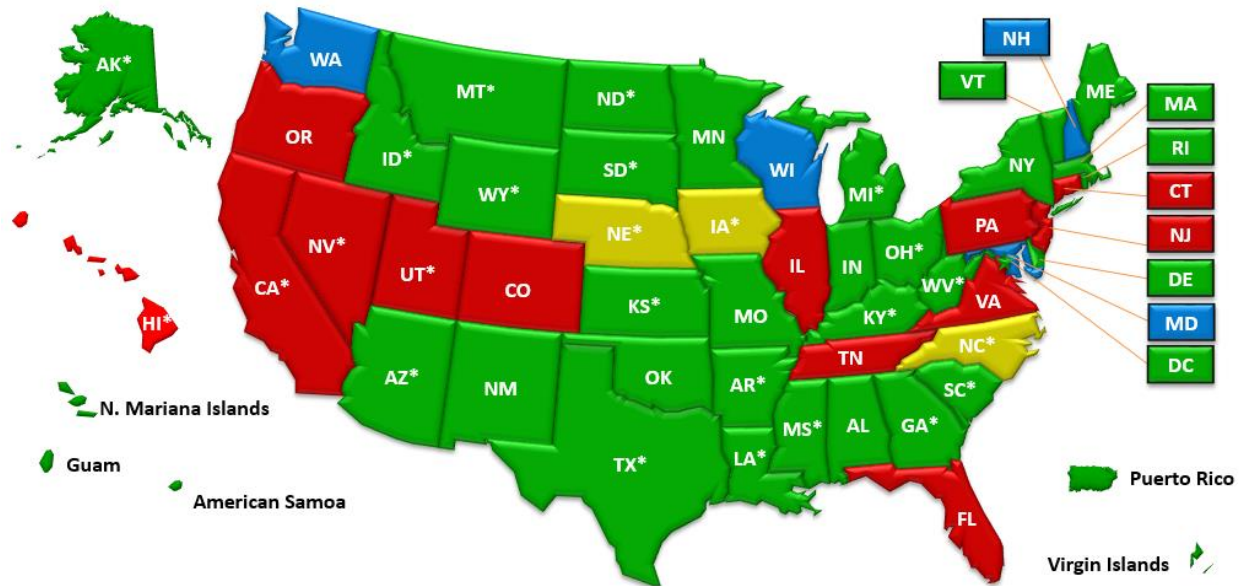 NH
VT
AK*
WA
MT*
ND*
MN
ME
MA
OR
ID*
SD*
WI
NY
RI
WY*
MI*
CT
NE*
IA*
PA
NJ
NV*
IL
IN
OH*
DE
CA*
UT*
CO
WV*
VA
HI*
KS*
MO
KY*
MD
NC*
TN
DC
AZ*
NM
OK
AR*
SC*
N. Mariana Islands
MS*
AL
GA*
Guam
TX*
LA*
Puerto Rico
American Samoa
FL
Virgin Islands